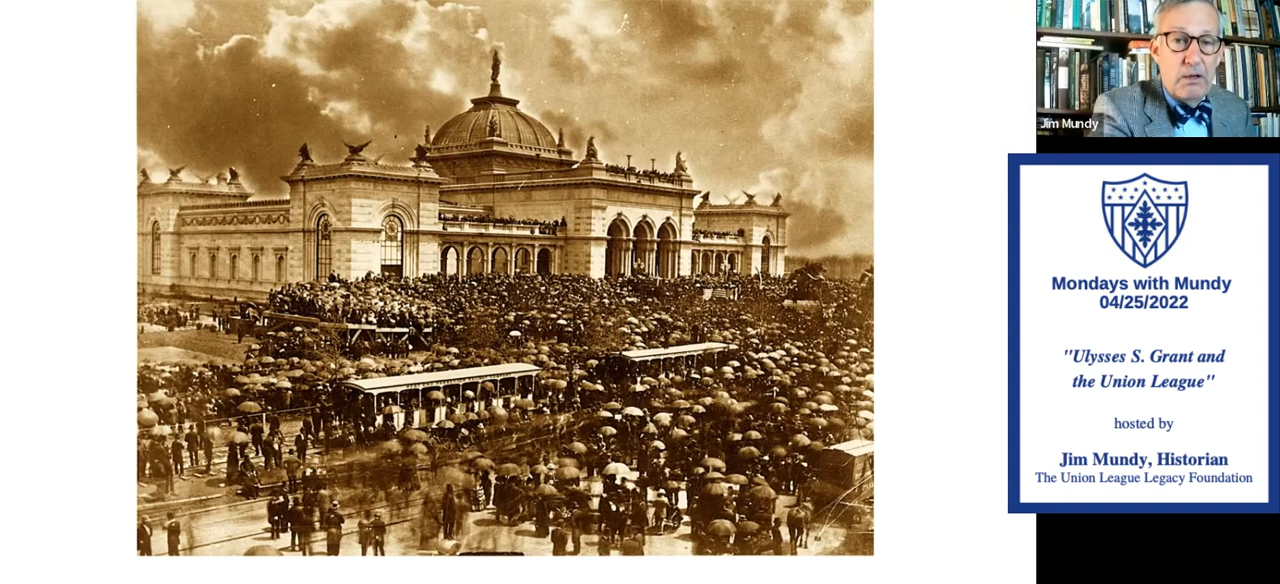 Jim Mundy
Mondays with Mundy
04/25/2022
"Ulysses S. Grant and
the Union League"
hosted by
Jim Mundy, Historian
The Union League Legacy Foundation